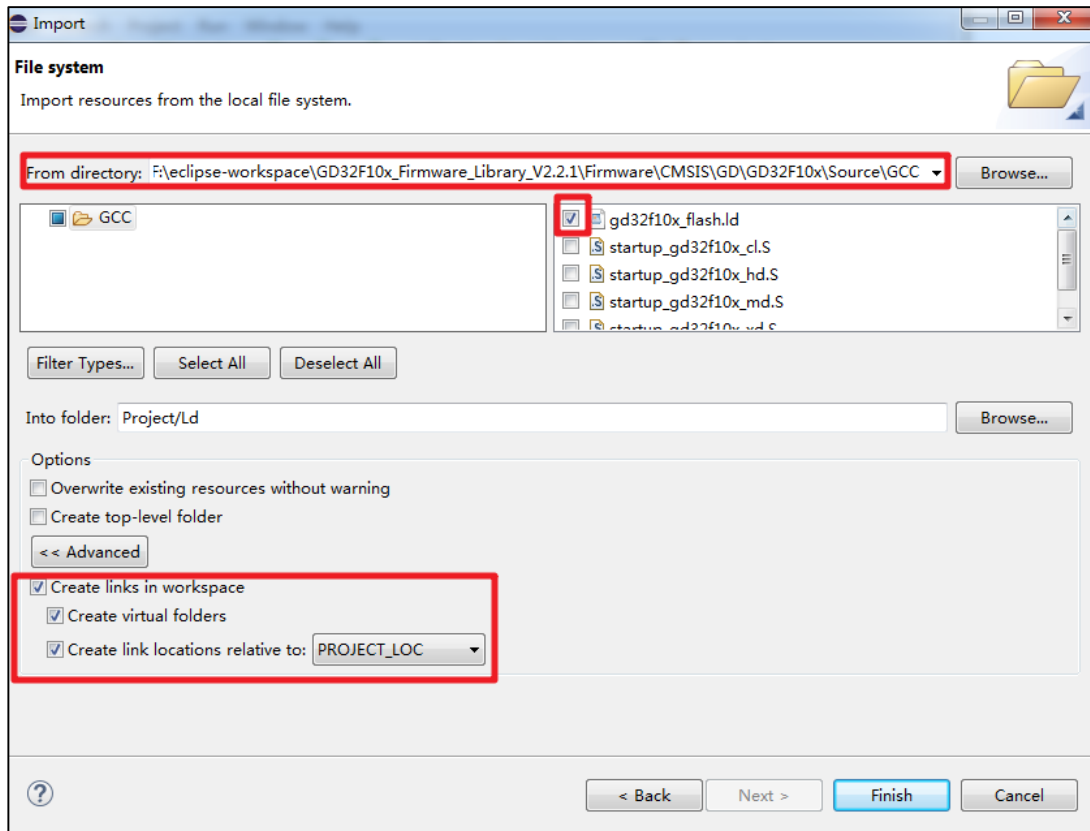 Import
File system
Import resources from the local file system.
From directory: F:\eclipse-workspace\GD32F10x_Firmware_Library_V2.2.1\Firmware\CMSIS\GD\GD32F10x\Source\GCC
Browse...
GCC
gd32f10x_flash.ld
startup_gd32f10x_cl.S
startup_gd32f10x_hd.S
startup_gd32f10x_md.S
startup_gd32f10x_xd.S
Filter Types...
Select All
Deselect All
Into folder: Project/Ld
Browse...
Options
Overwrite existing resources without warning
Create top-level folder
<< Advanced
Create links in workspace
Create virtual folders
Create link locations relative to: PROJECT_LOC
?
< Back
Next >
Finish
Cancel